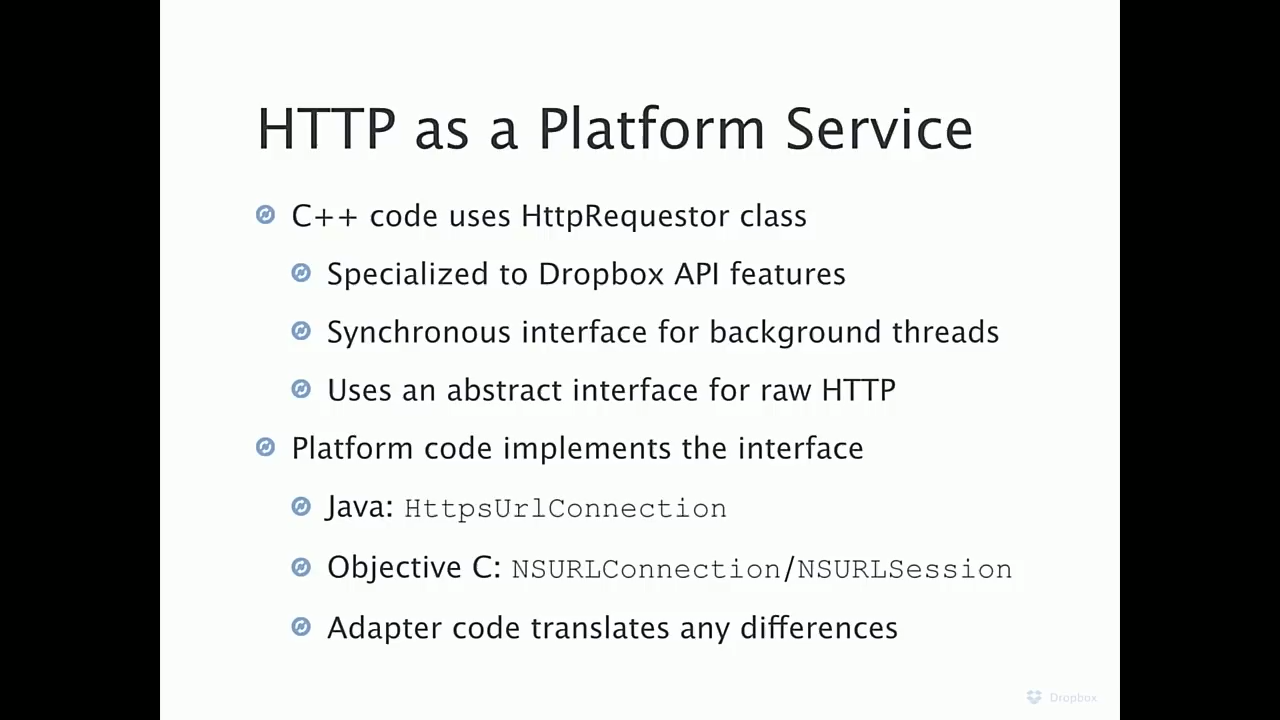 HTTP as a Platform Service
C++ code uses HttpRequestor class
Specialized to Dropbox API features
Synchronous interface for background threads
Uses an abstract interface for raw HTTP
Platform code implements the interface
Java: HttpsUrlConnection
Objective C: NSURLConnection/NSURLSession
Adapter code translates any differences
Dropbox